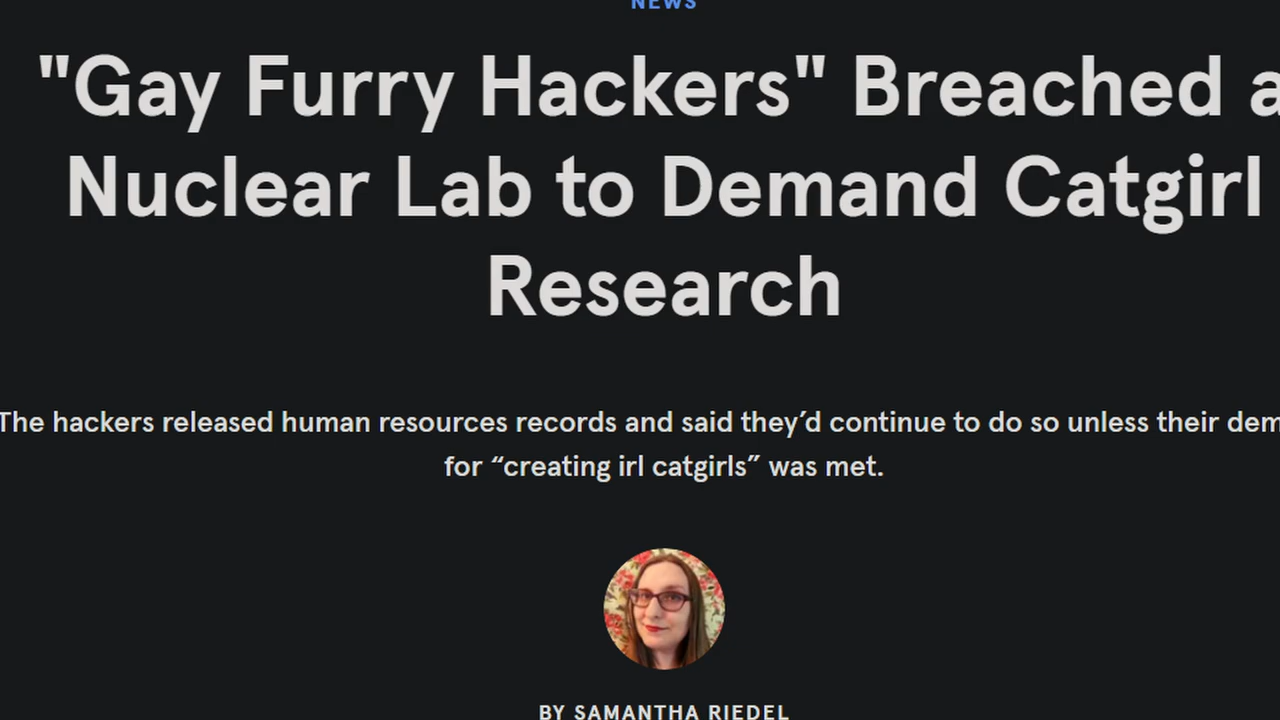 NEWS
"Gay Furry Hackers" Breached a
Nuclear Lab to Demand Catgirl
Research
The hackers released human resources records and said they’d continue to do so unless their dem
for “creating irl catgirls” was met.
BY SAMANTHA RIEDEL